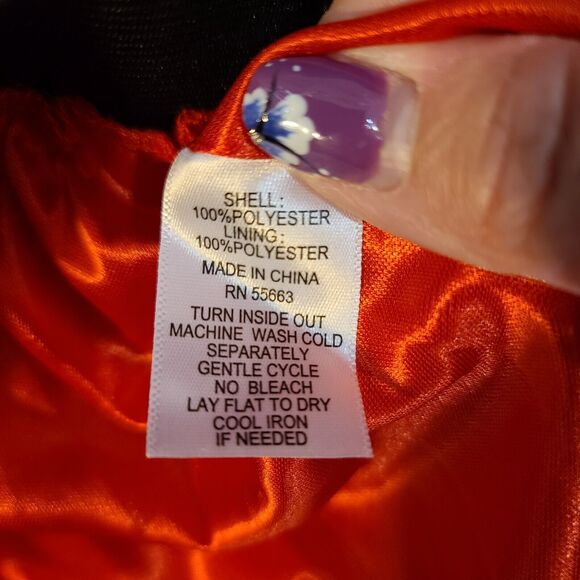 SHELL:
100%POLYESTER
LINING:
100%POLYESTER
MADE IN CHINA
RN 55663
TURN INSIDE OUT
MACHINE WASH COLD
SEPARATELY
GENTLE CYCLE
NO BLEACH
LAY FLAT TO DRY
COOL IRON
IF NEEDED